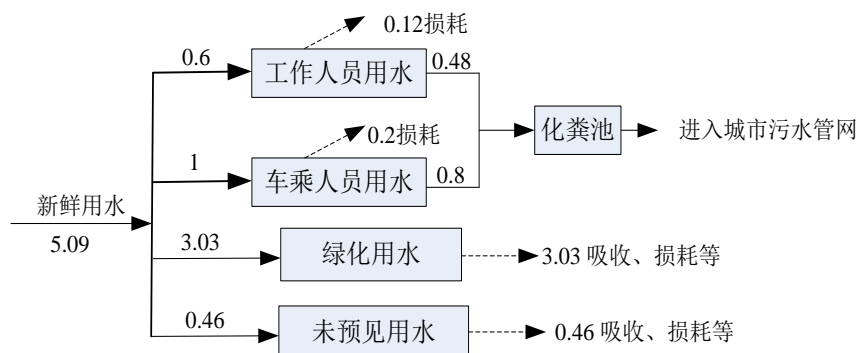 0.12损耗
0.6
工作人员用水
0.48
0.2损耗
化粪池
进入城市污水管网
1
车乘人员用水
0.8
新鲜用水
5.09
3.03
绿化用水
3.03 吸收、损耗等
0.46
未预见用水
0.46 吸收、损耗等